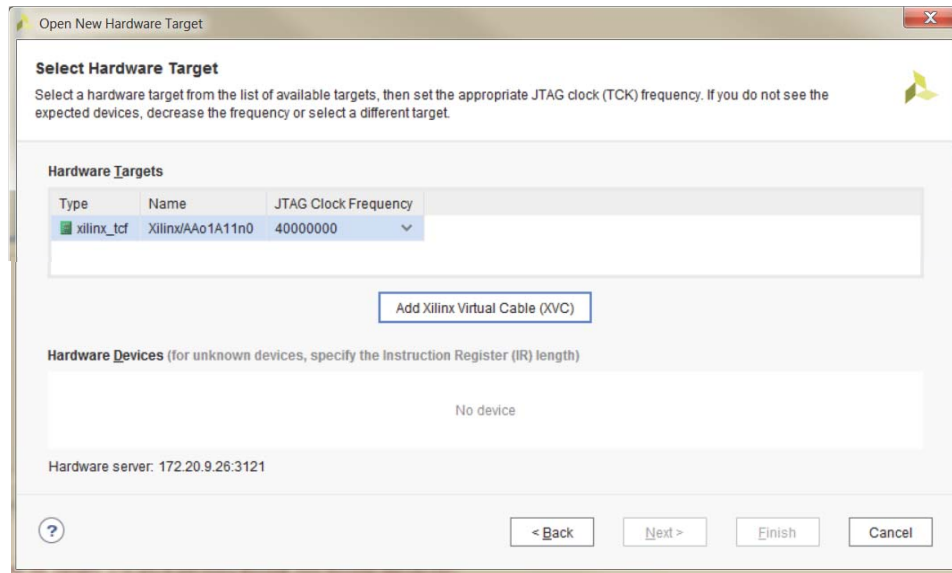 Open New Hardware Target
Select Hardware Target
Select a hardware target from the list of available targets, then set the appropriate JTAG clock (TCK) frequency. If you do not see the
expected devices, decrease the frequency or select a different target.
Hardware Targets
Type Name JTAG Clock Frequency
xilinx_tcf Xilinx/AAo1A11n0 40000000
Add Xilinx Virtual Cable (XVC)
Hardware Devices (for unknown devices, specify the Instruction Register (IR) length)
No device
Hardware server: 172.20.9.26:3121
? < Back Next > Finish Cancel